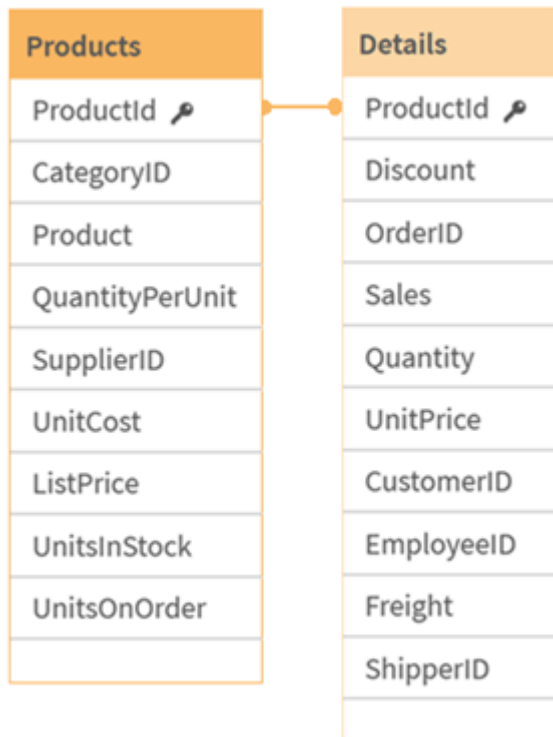 Products
ProductId
CategoryID
Product
QuantityPerUnit
SupplierID
UnitCost
ListPrice
UnitsInStock
UnitsOnOrder
Details
ProductId
Discount
OrderID
Sales
Quantity
UnitPrice
CustomerID
EmployeeID
Freight
ShipperID